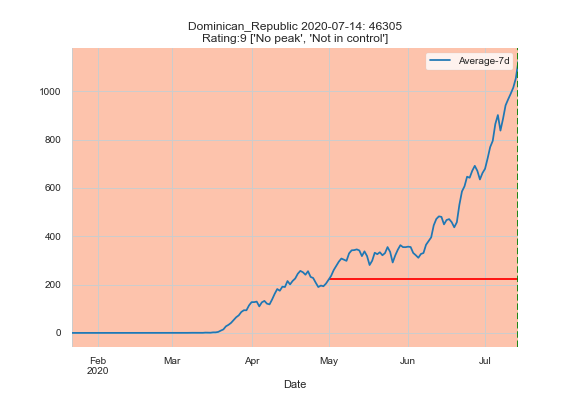 Dominican_Republic 2020-07-14: 46305
Rating:9 ['No peak', 'Not in control']
Average-7d
1000
800
600
400
200
0
Feb
2020
Mar
Apr
May
Jun
Jul
Date